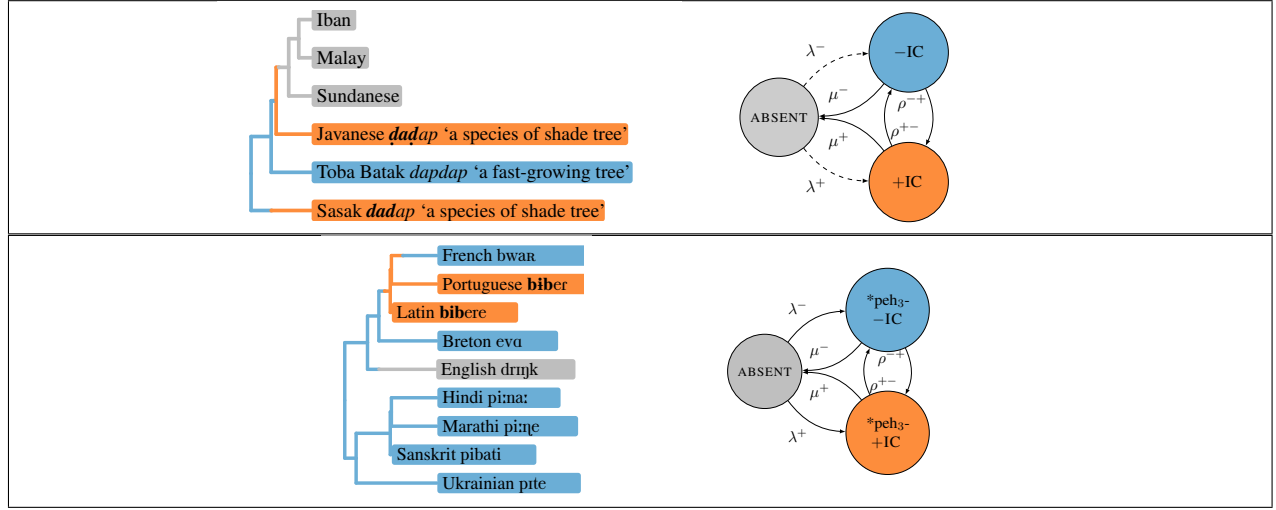 Iban
Malay
Sundanese
Javanese ḍaḍap ‘a species of shade tree’
Toba Batak dapdap ‘a fast-growing tree’
Sasak dadap ‘a species of shade tree’
λ−
−IC
μ−
ρ−+
ABSENT
μ+
ρ+−
λ+
+IC
French bwaʀ
Portuguese bɨbeɾ
Latin bibere
Breton evɑ
English drɪŋk
Hindi piːnaː
Marathi piːɳe
Sanskrit pibati
Ukrainian pɪte
λ−
*peh₃-
−IC
μ−
ρ−+
ABSENT
μ+
ρ+−
λ+
*peh₃-
+IC